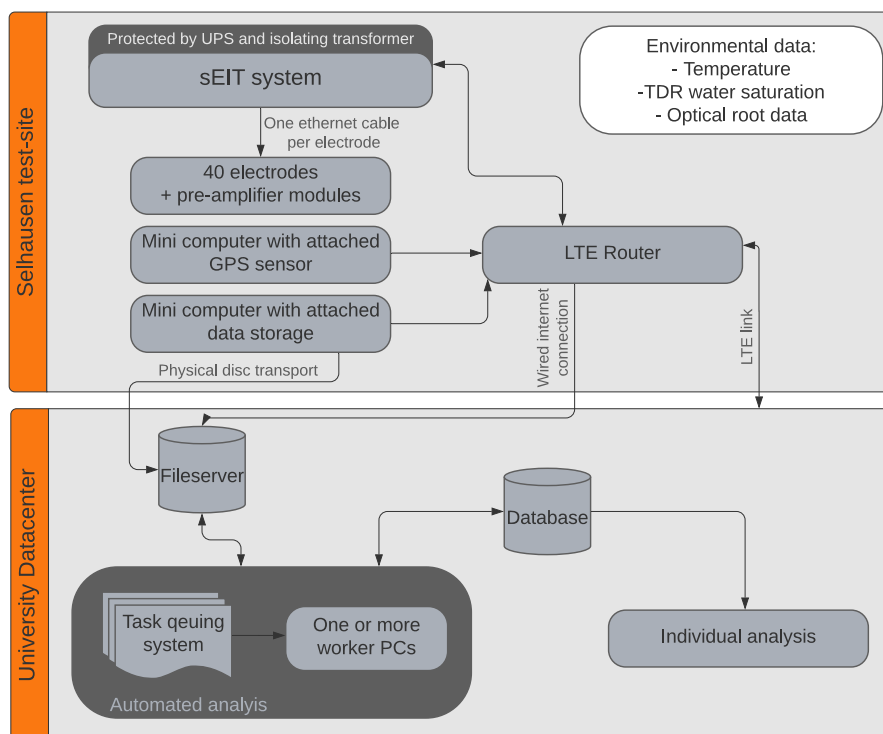 Selhausen test-site
Protected by UPS and isolating transformer
sEIT system
One ethernet cable
per electrode
40 electrodes
+ pre-amplifier modules
Mini computer with attached
GPS sensor
Mini computer with attached
data storage
Physical disc transport
Environmental data:
- Temperature
-TDR water saturation
- Optical root data
LTE Router
Wired internet
connection
LTE link
University Datacenter
Fileserver
Database
Task qeuing
system
One or more
worker PCs
Automated analyis
Individual analysis